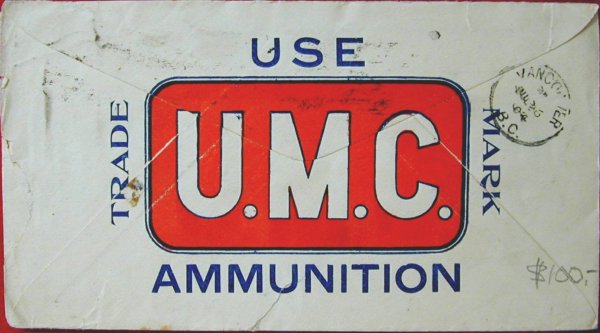 USE
TRADE
U.M.C.
MARK
AMMUNITION
VANCOUVER
B.C.
$100.-